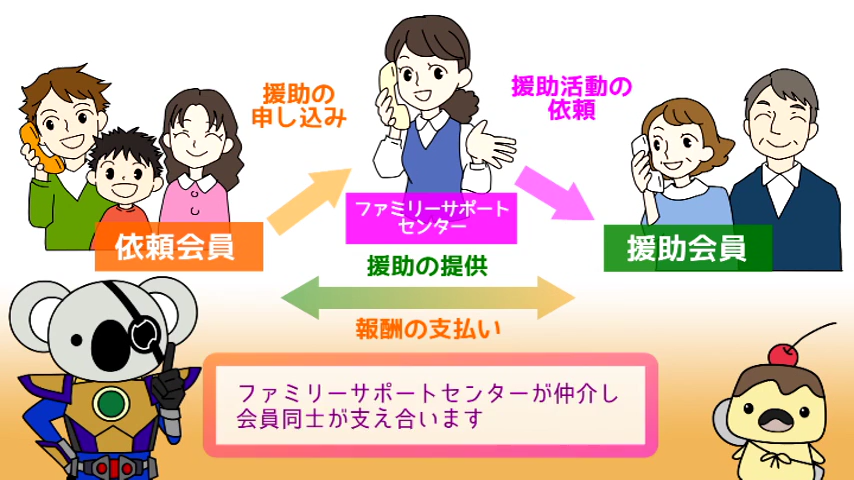 援助の
申し込み
援助活動の
依頼
ファミリーサポート
センター
依頼会員
援助会員
援助の提供
報酬の支払い
ファミリーサポートセンターが仲介し
会員同士が支え合います